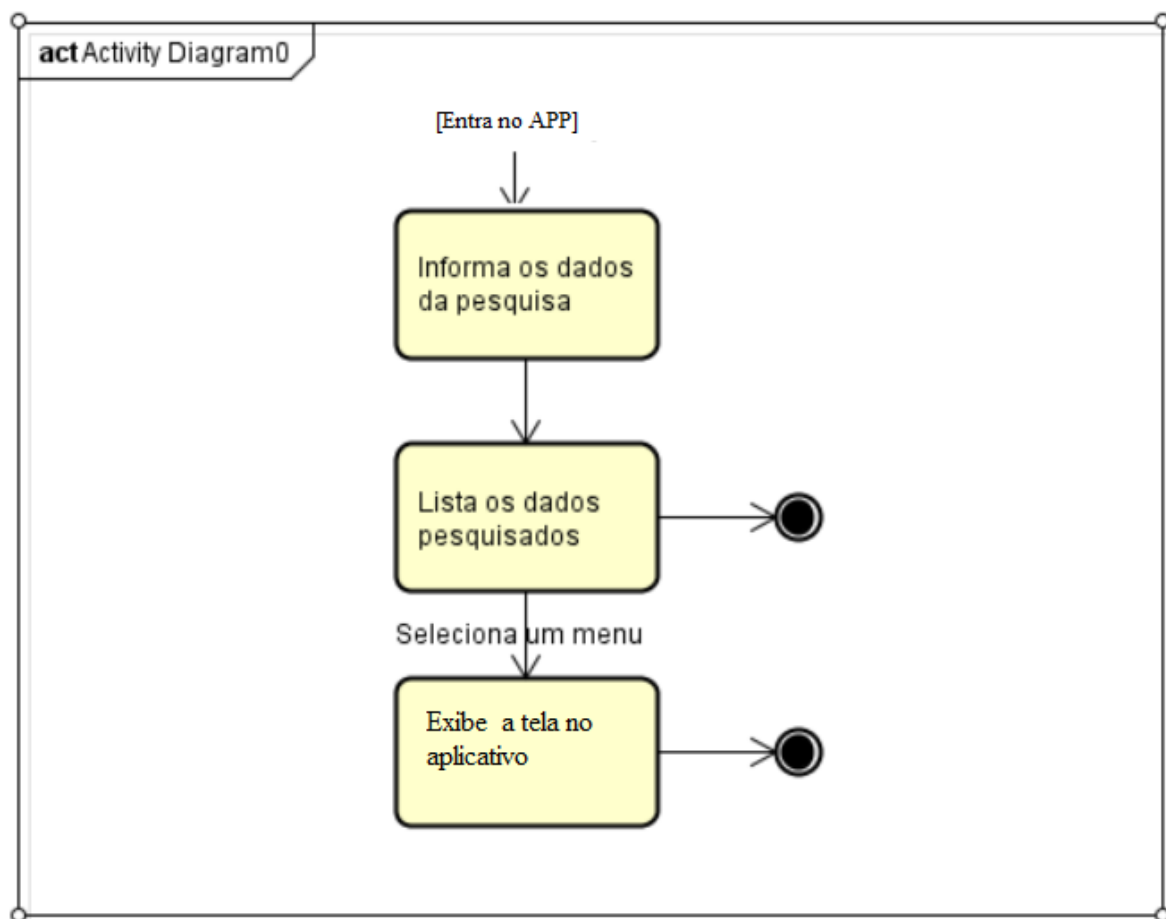 act Activity Diagram0
[Entra no APP]
Informa os dados
da pesquisa
Lista os dados
pesquisados
Seleciona um menu
Exibe a tela no
aplicativo